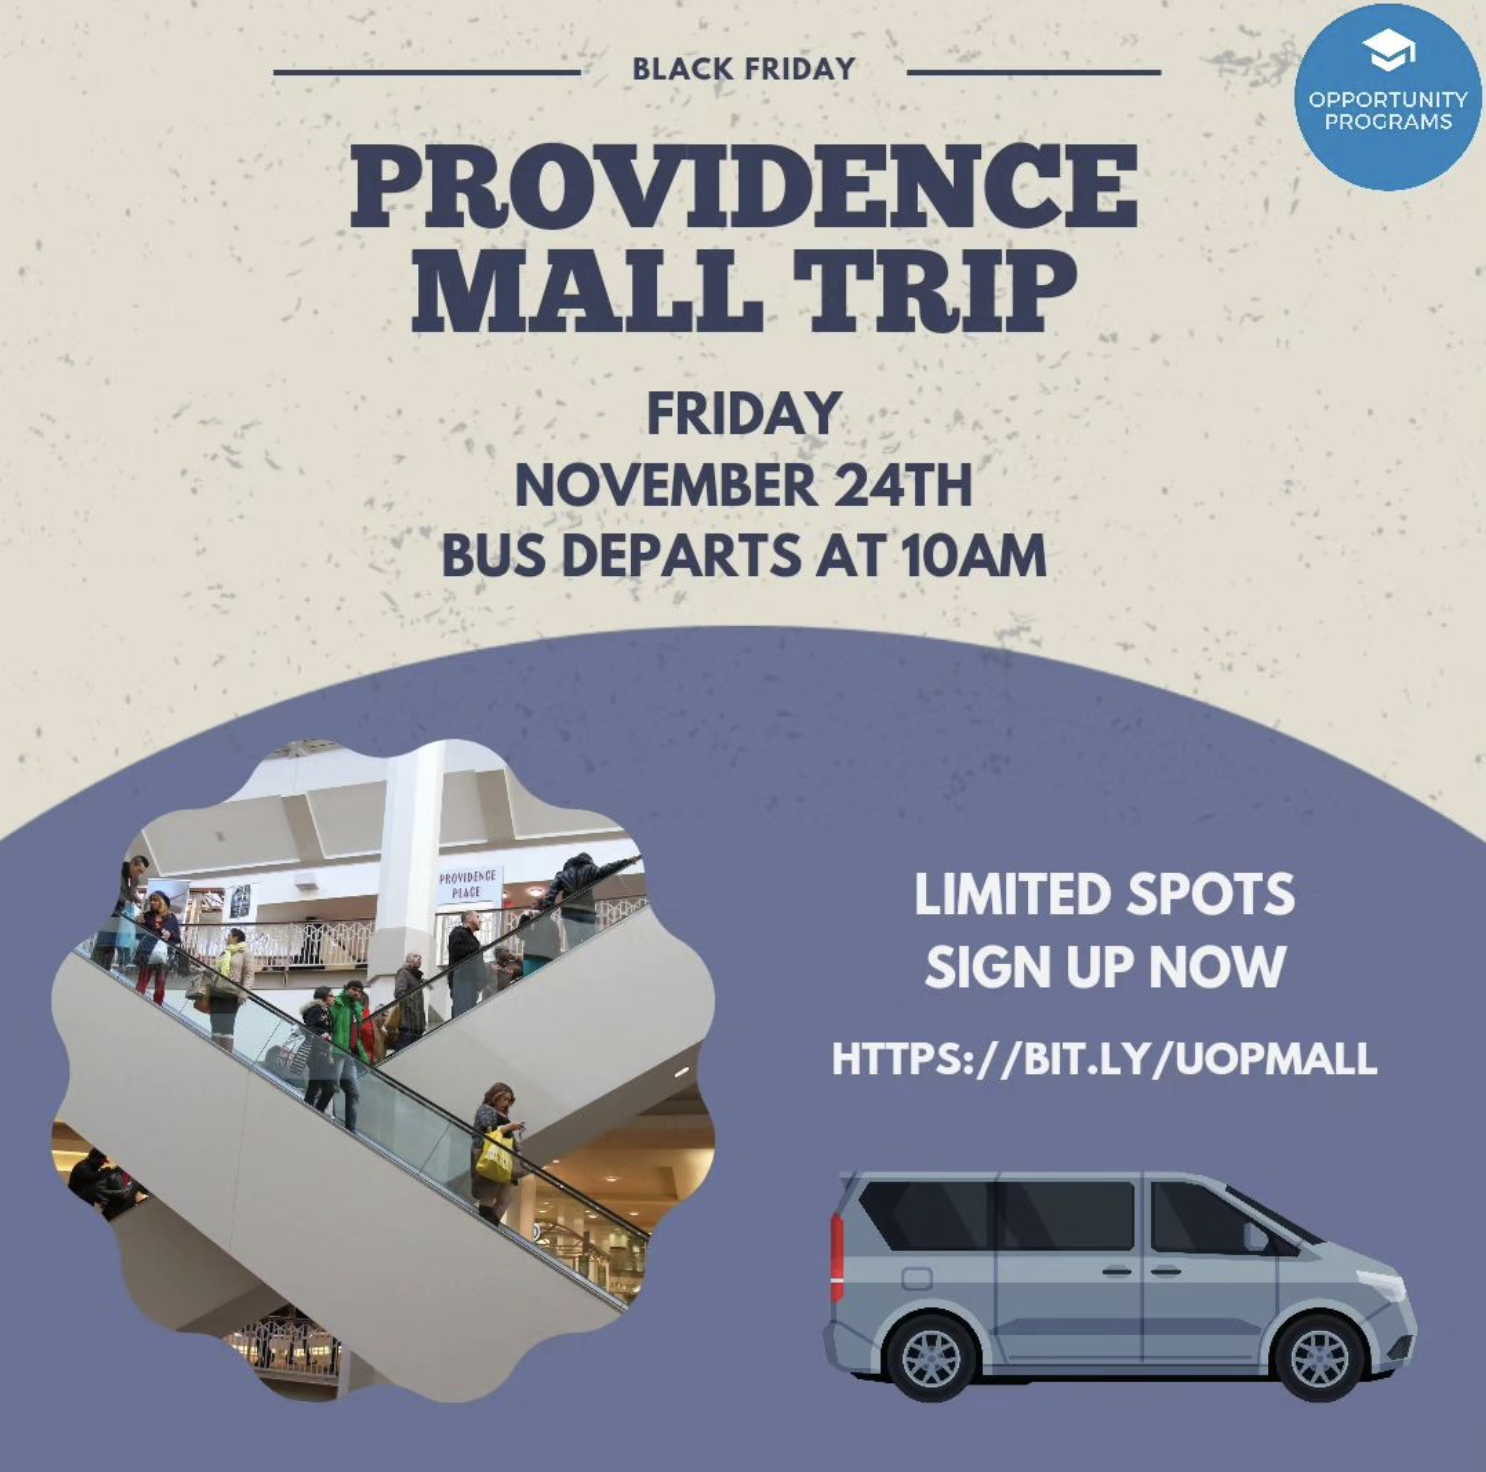 BLACK FRIDAY
OPPORTUNITY
PROGRAMS
PROVIDENCE
MALL TRIP
FRIDAY
NOVEMBER 24TH
BUS DEPARTS AT 10AM
PROVIDENCE
PLACE
LIMITED SPOTS
SIGN UP NOW
HTTPS://BIT.LY/UOPMALL